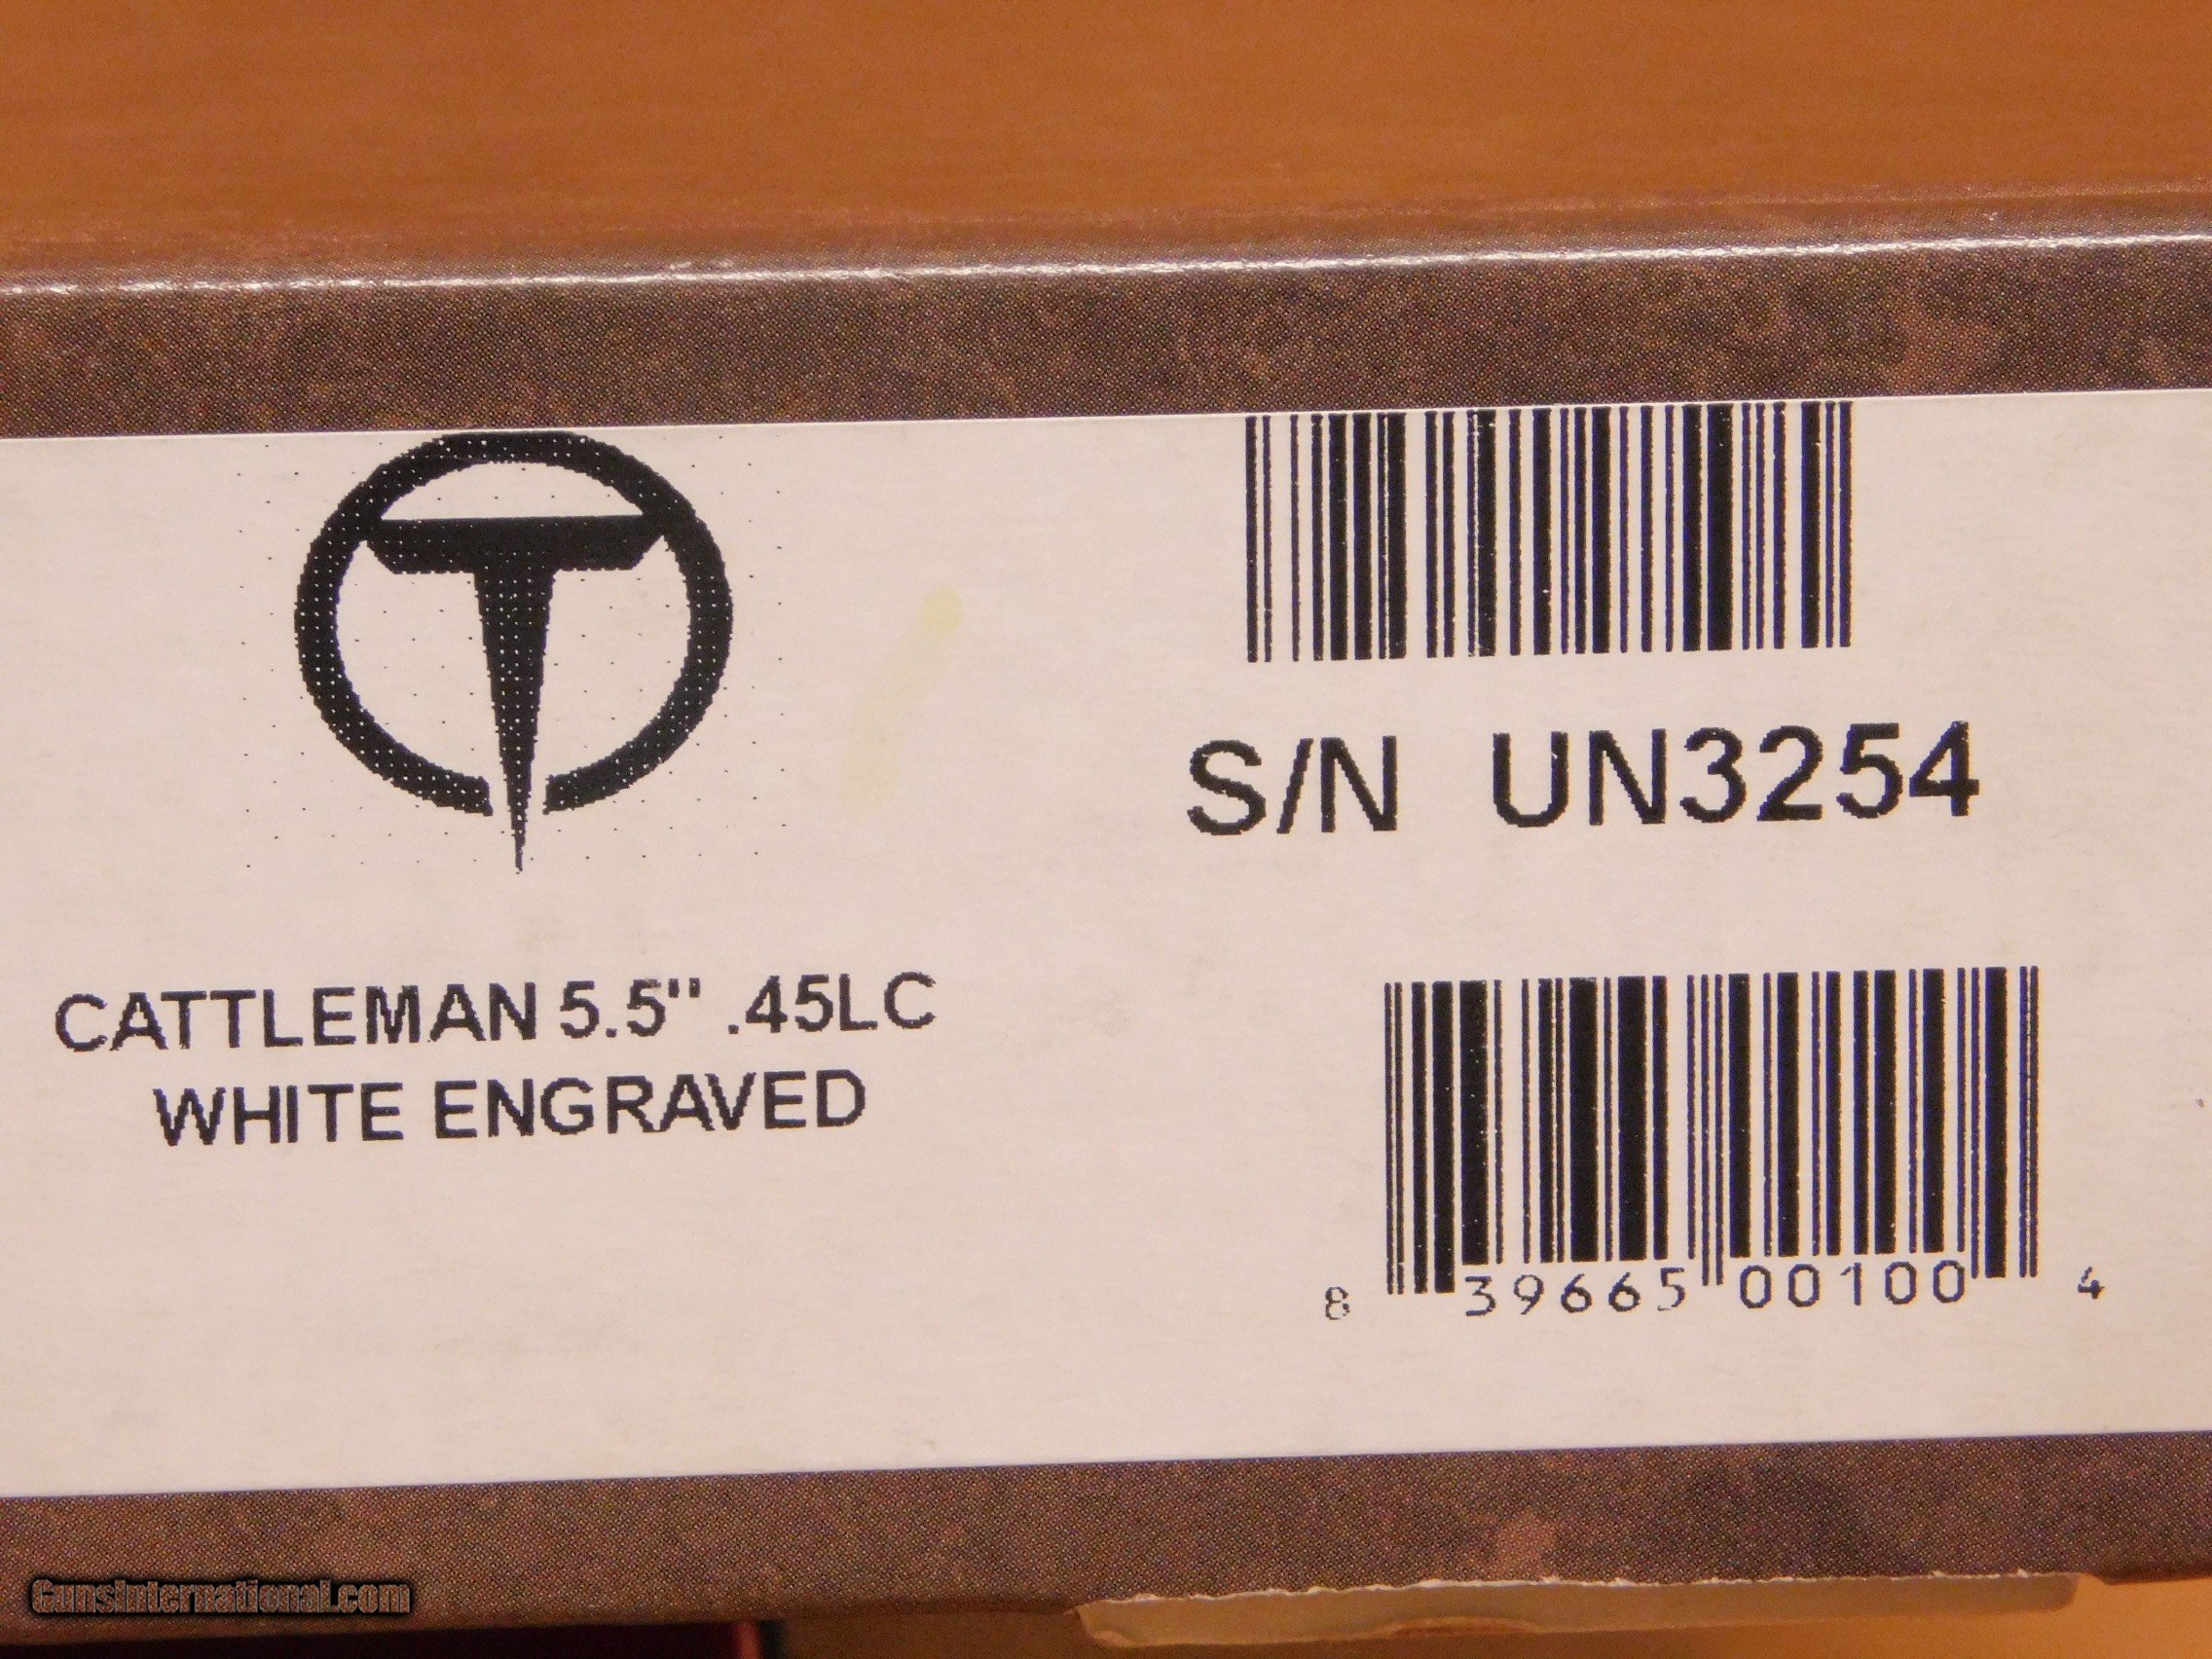 T
S/N UN3254
CATTLEMAN 5.5" .45LC
WHITE ENGRAVED
8 39665 00100 4
GunsInternational.com